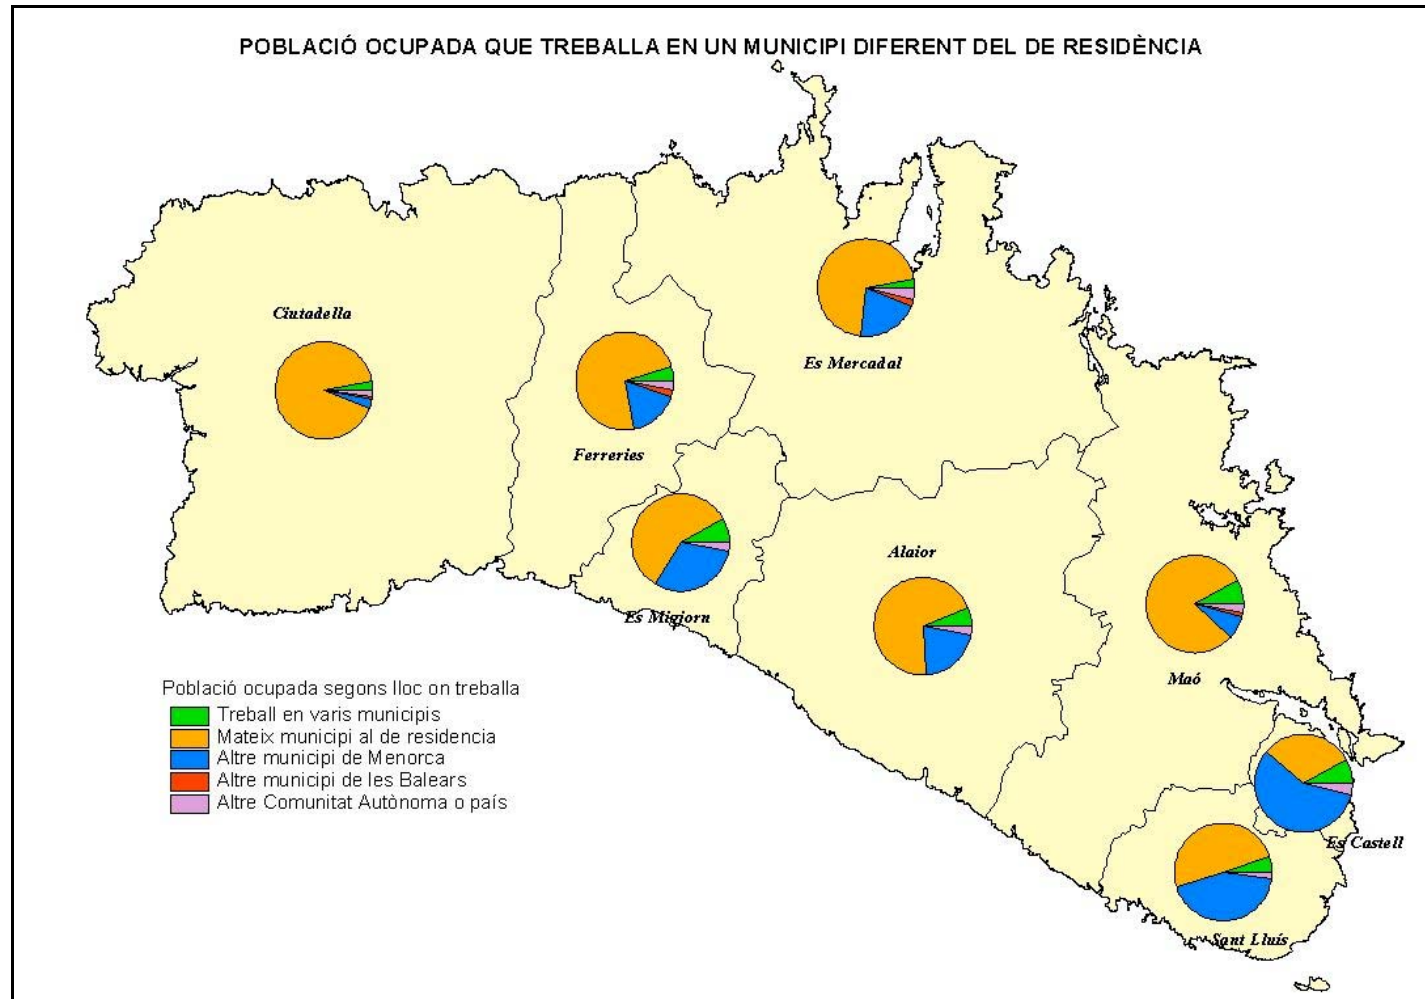 POBLACIÓ OCUPADA QUE TREBALLA EN UN MUNICIPI DIFERENT DEL DE RESIDÈNCIA
Ciutadella
Es Mercadal
Ferreries
Alaior
Es Migjorn
Maó
Es Castell
Sant Lluís
Població ocupada segons lloc on treballa
Treball en varis municipis
Mateix municipi al de residencia
Altre municipi de Menorca
Altre municipi de les Balears
Altre Comunitat Autònoma o país